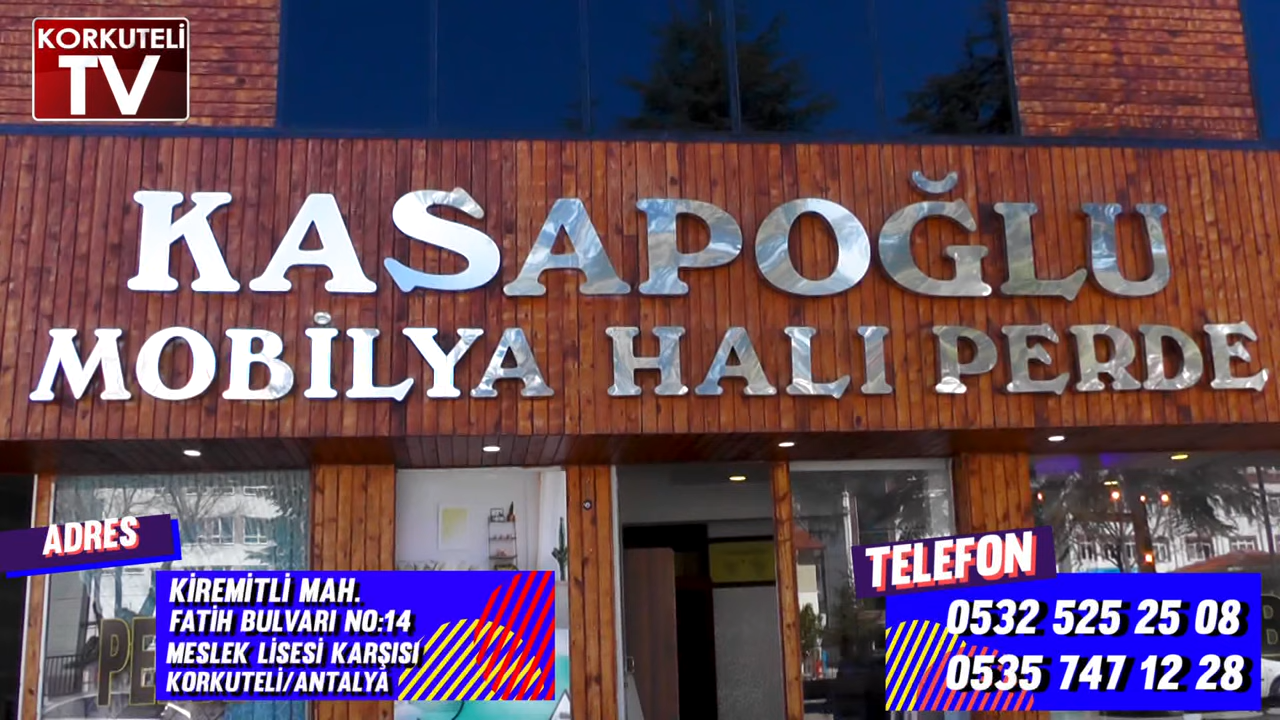 KORKUTELİ
TV
KASAPOĞLU
MOBİLYA HALI PERDE
ADRES
KİREMİTLİ MAH.
FATİH BULVARI NO:14
MESLEK LİSESİ KARŞISI
KORKUTELİ/ANTALYA
TELEFON
0532 525 25 08
0535 747 12 28